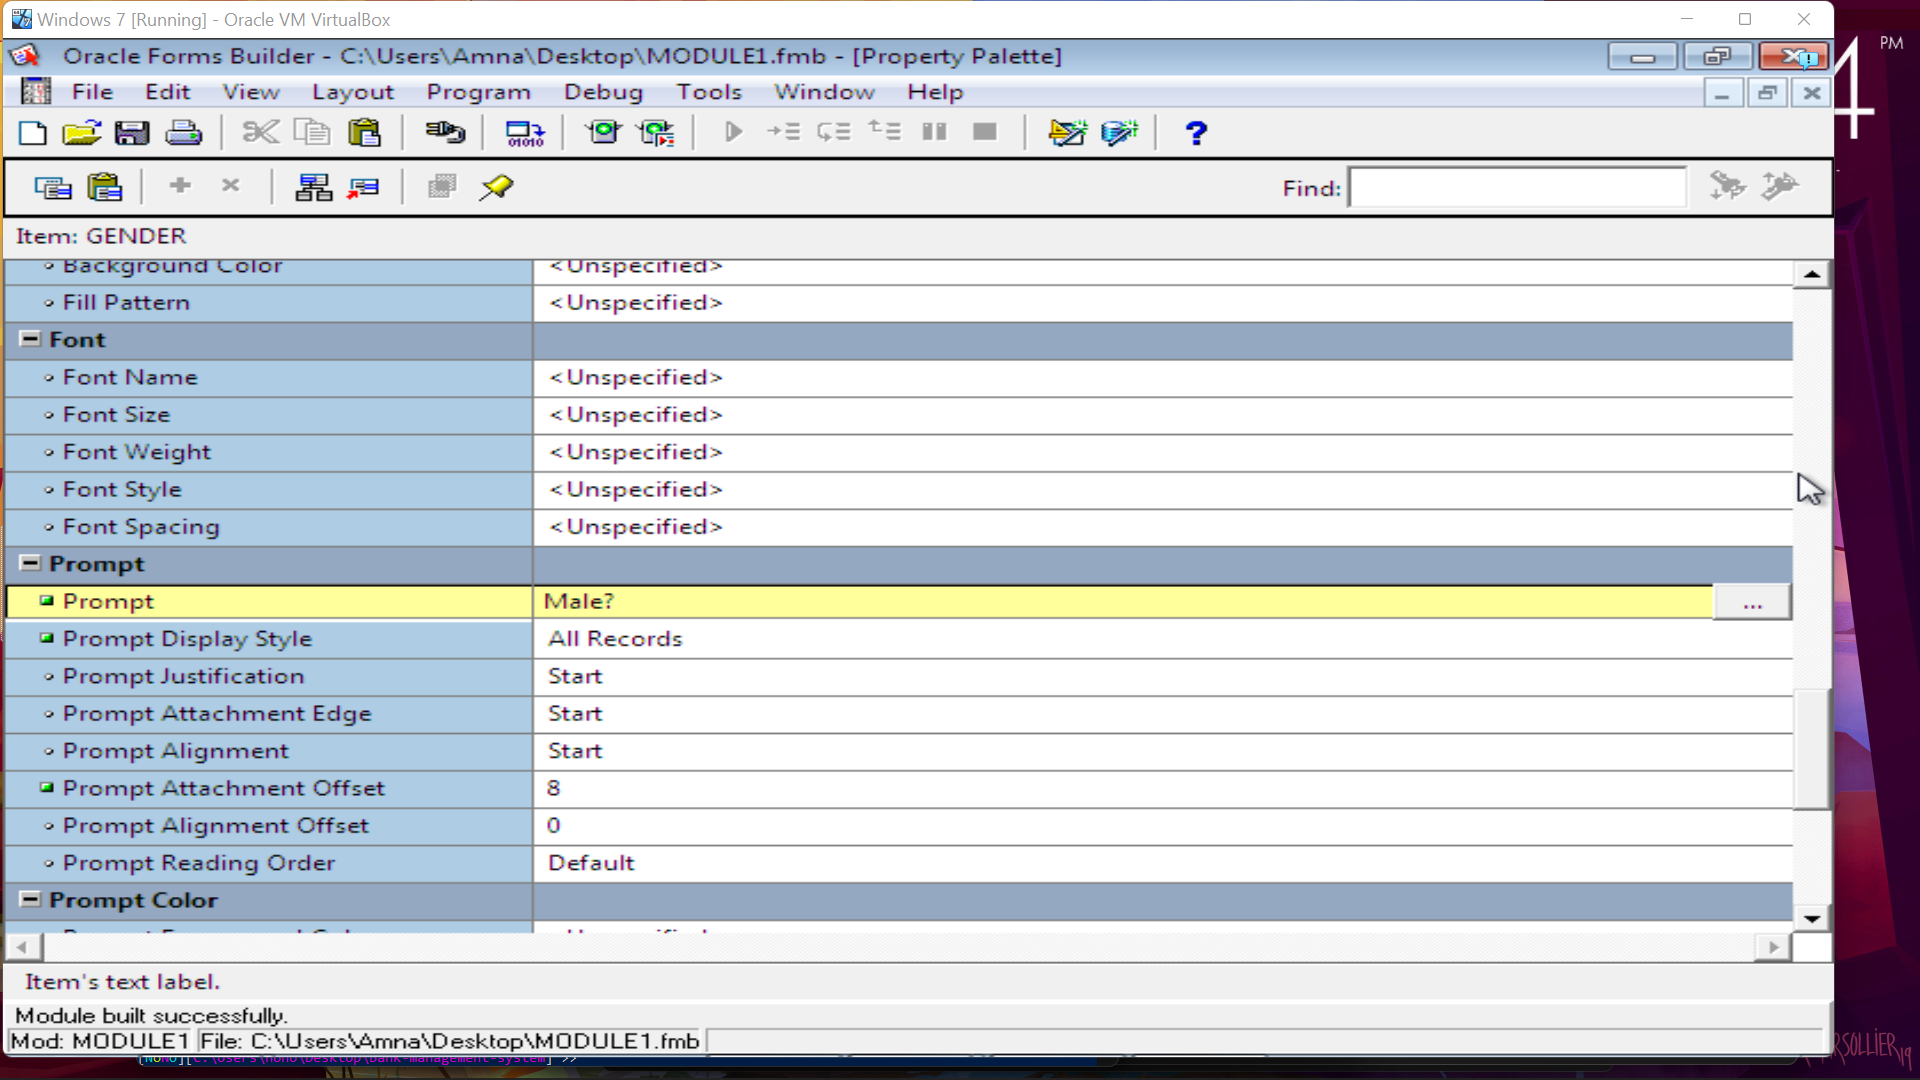 Windows 7 [Running] - Oracle VM VirtualBox
Oracle Forms Builder - C:\Users\Amna\Desktop\MODULE1.fmb - [Property Palette]
PM
4
File Edit View Layout Program Debug Tools Window Help
01010
Find:
Item: GENDER
Background Color <Unspecified>
Fill Pattern <Unspecified>
Font
Font Name <Unspecified>
Font Size <Unspecified>
Font Weight <Unspecified>
Font Style <Unspecified>
Font Spacing <Unspecified>
Prompt
Prompt Male? ...
Prompt Display Style All Records
Prompt Justification Start
Prompt Attachment Edge Start
Prompt Alignment Start
Prompt Attachment Offset 8
Prompt Alignment Offset 0
Prompt Reading Order Default
Prompt Color
Item's text label.
Module built successfully.
Mod: MODULE1 File: C:\Users\Amna\Desktop\MODULE1.fmb